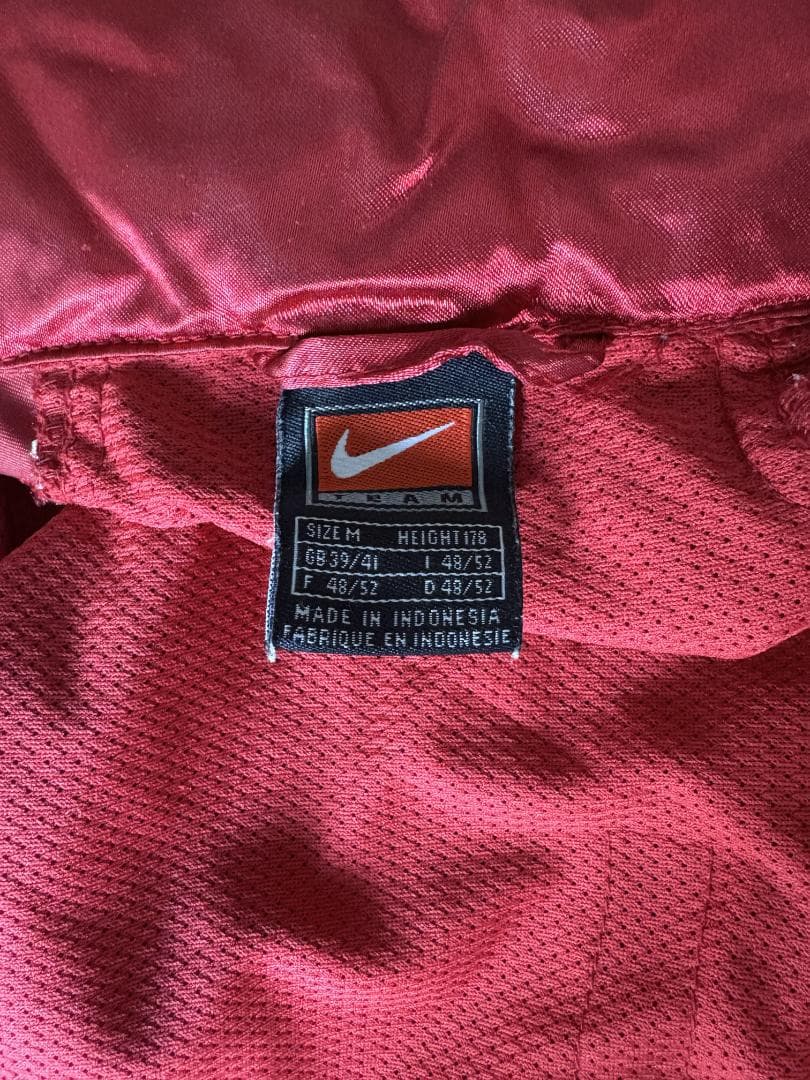 TEAM
SIZE M HEIGHT 178
GB 39/41 I 48/52
F 48/52 D 48/52
MADE IN INDONESIA
FABRIQUE EN INDONESIE